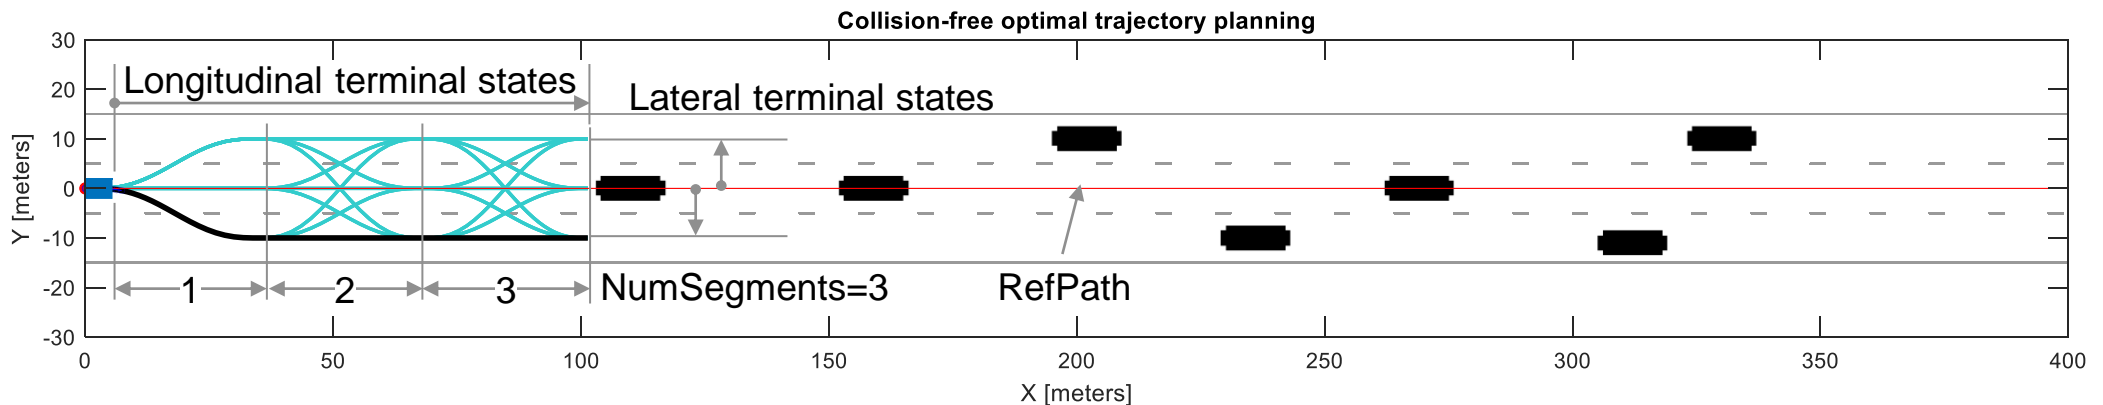 Collision-free optimal trajectory planning
30
20
10
0
-10
-20
-30
Y [meters]
Longitudinal terminal states
Lateral terminal states
1
2
3
NumSegments=3
RefPath
0
50
100
150
200
250
300
350
400
X [meters]